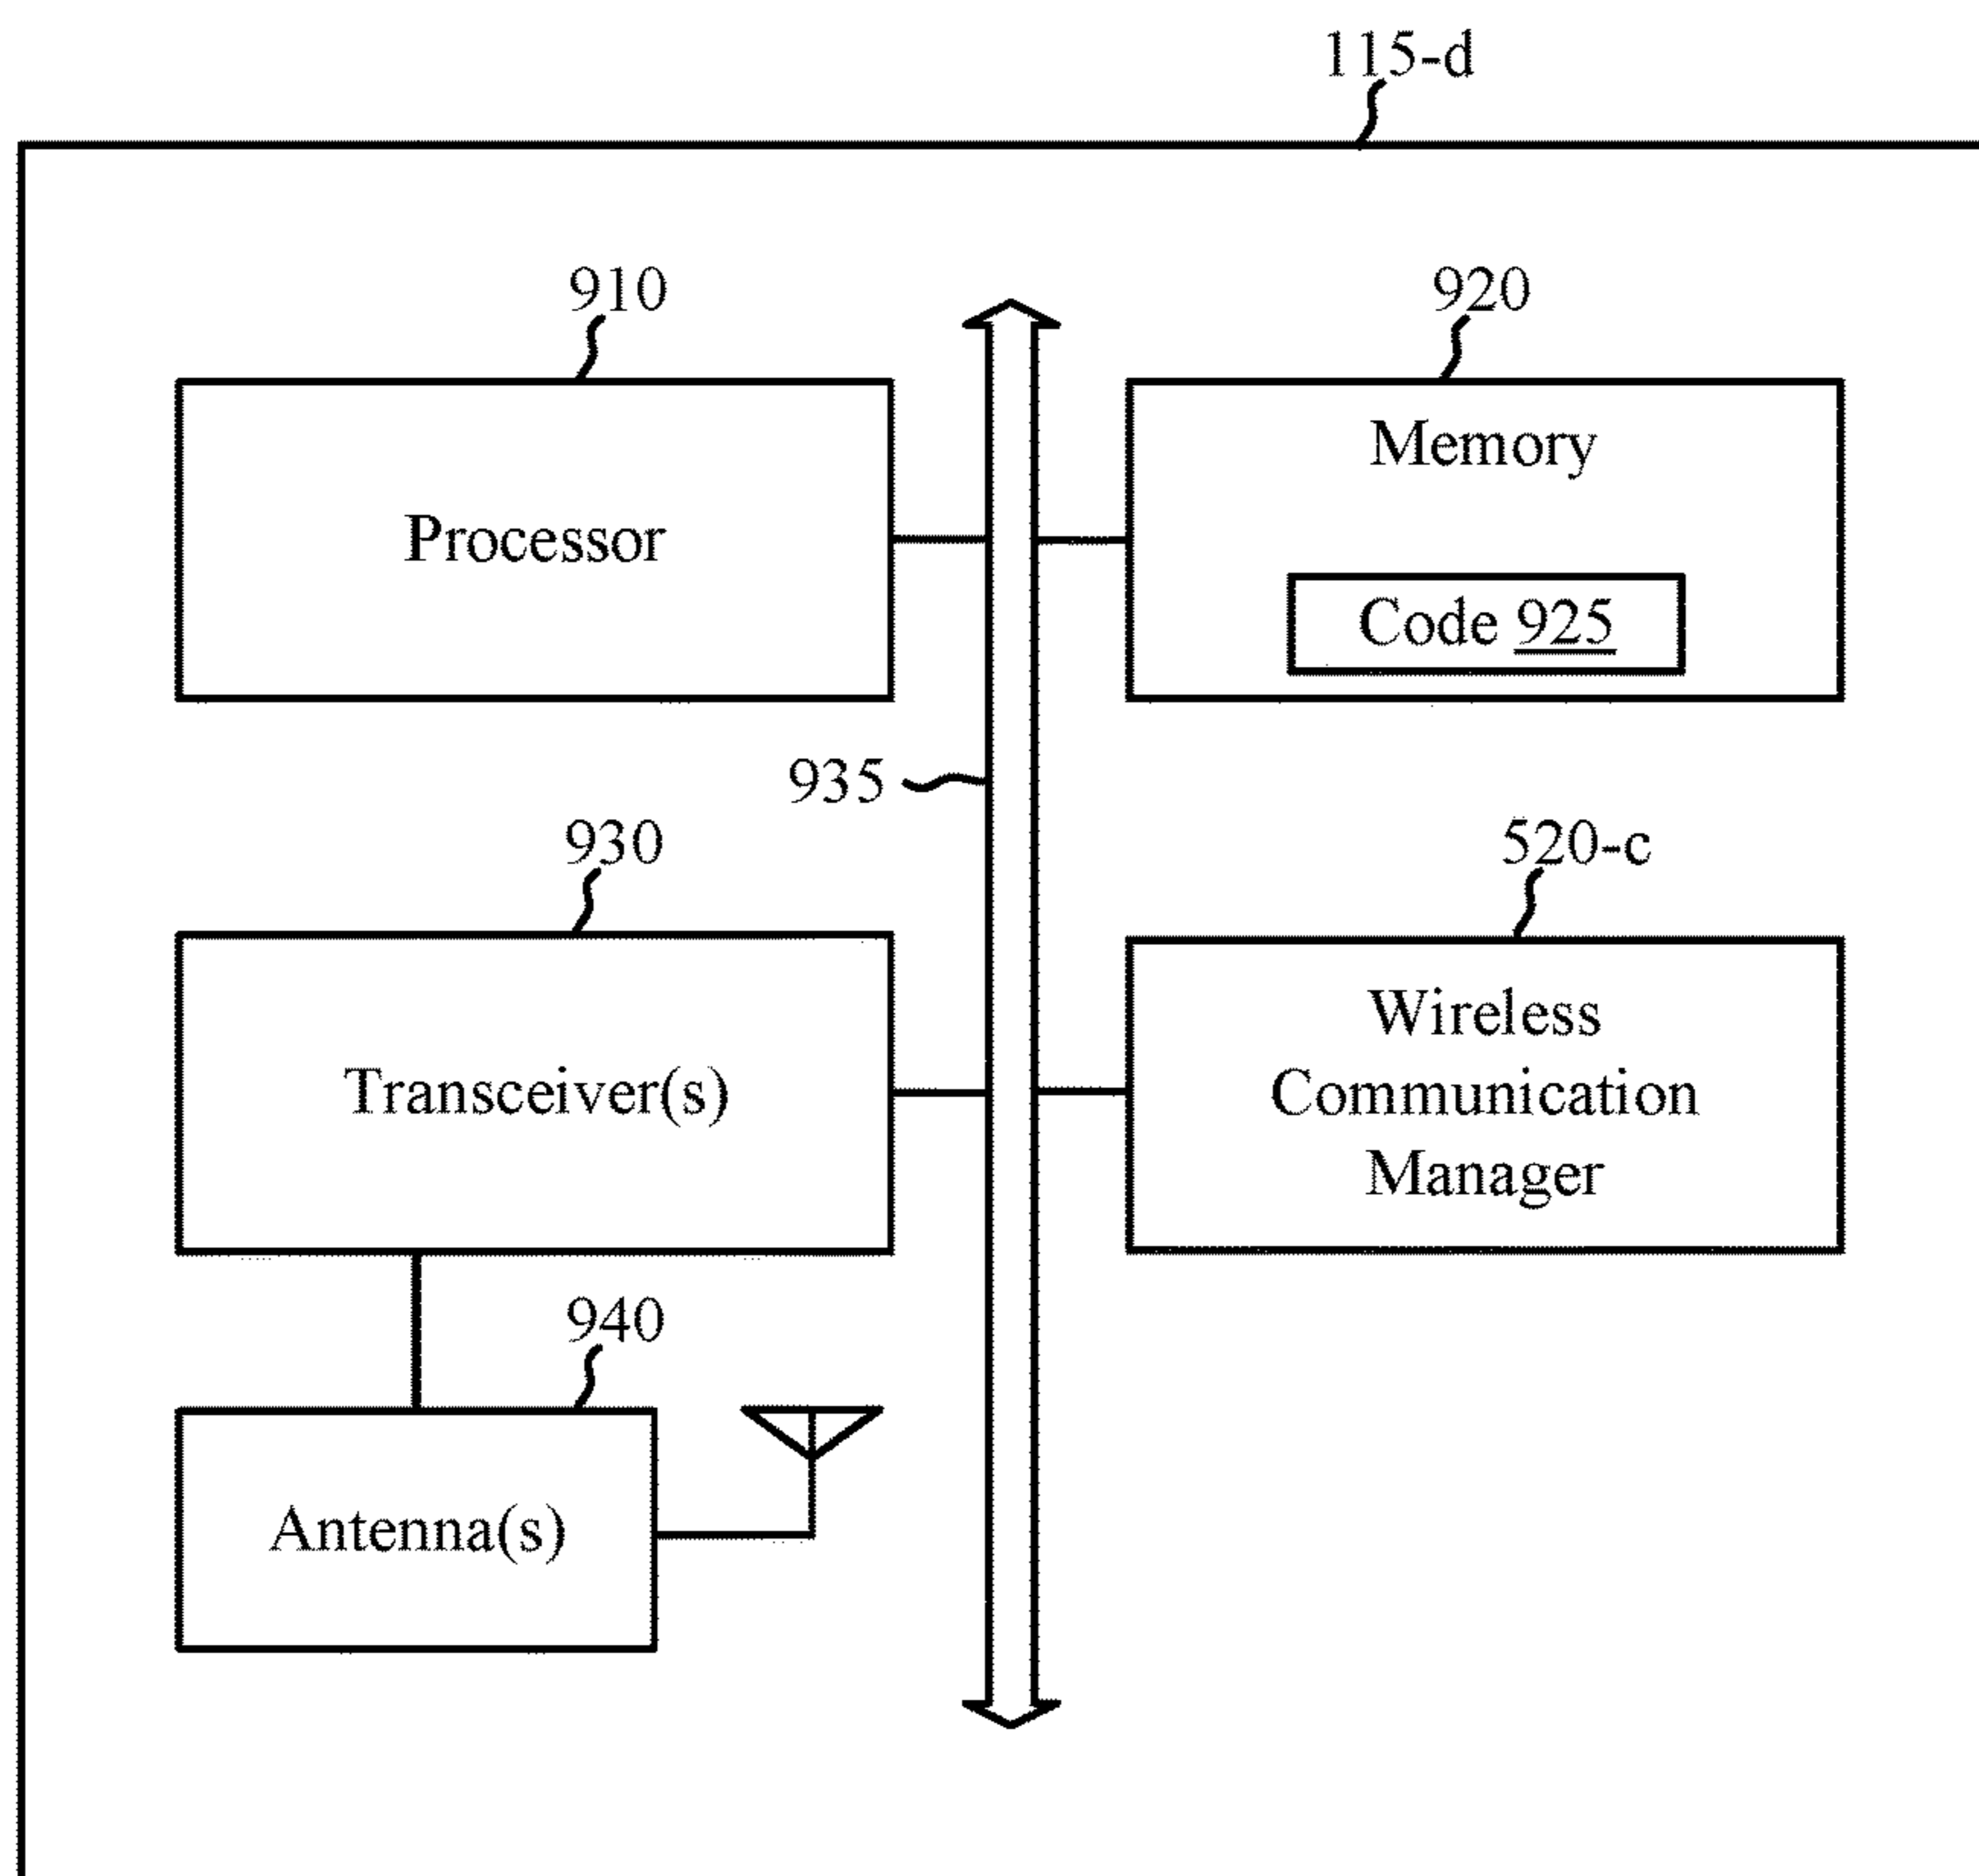 115-d
910
920
Processor
Memory
Code 925
935
930
520-c
Transceiver(s)
Wireless
Communication
Manager
940
Antenna(s)